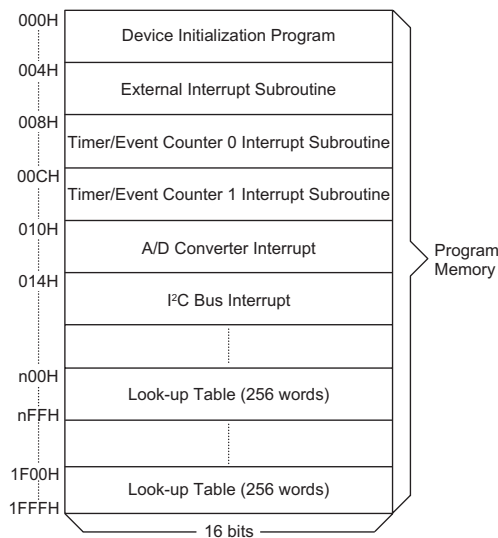 000H
Device Initialization Program
004H
External Interrupt Subroutine
008H
Timer/Event Counter 0 Interrupt Subroutine
00CH
Timer/Event Counter 1 Interrupt Subroutine
010H
A/D Converter Interrupt
014H
I²C Bus Interrupt
Program
Memory
n00H
Look-up Table (256 words)
nFFH
1F00H
Look-up Table (256 words)
1FFFH
16 bits